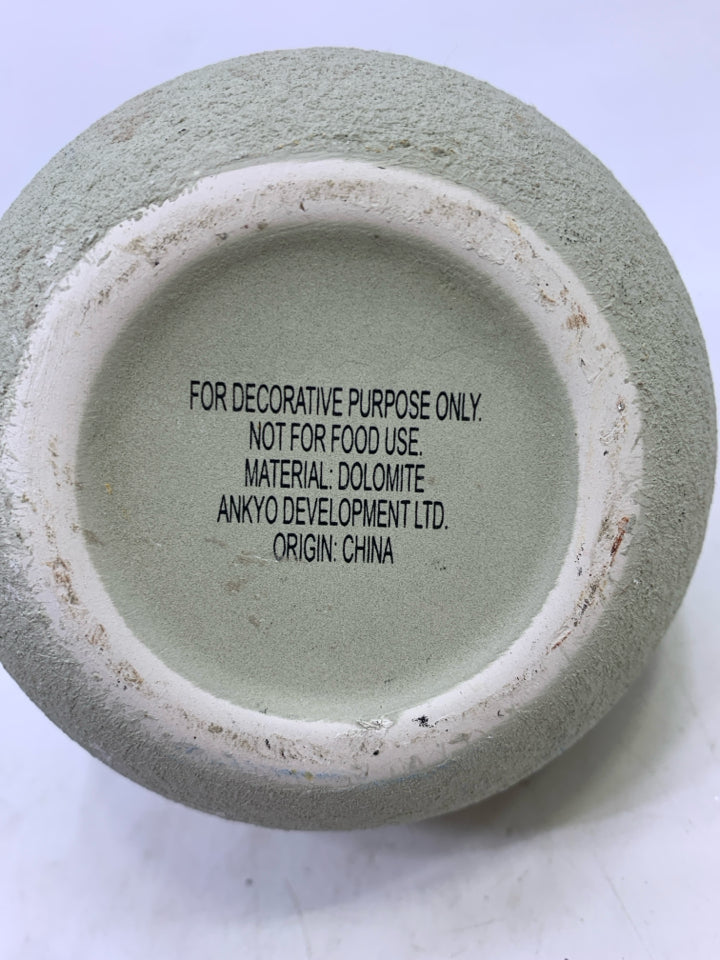 FOR DECORATIVE PURPOSE ONLY.
NOT FOR FOOD USE.
MATERIAL: DOLOMITE
ANKYO DEVELOPMENT LTD.
ORIGIN: CHINA